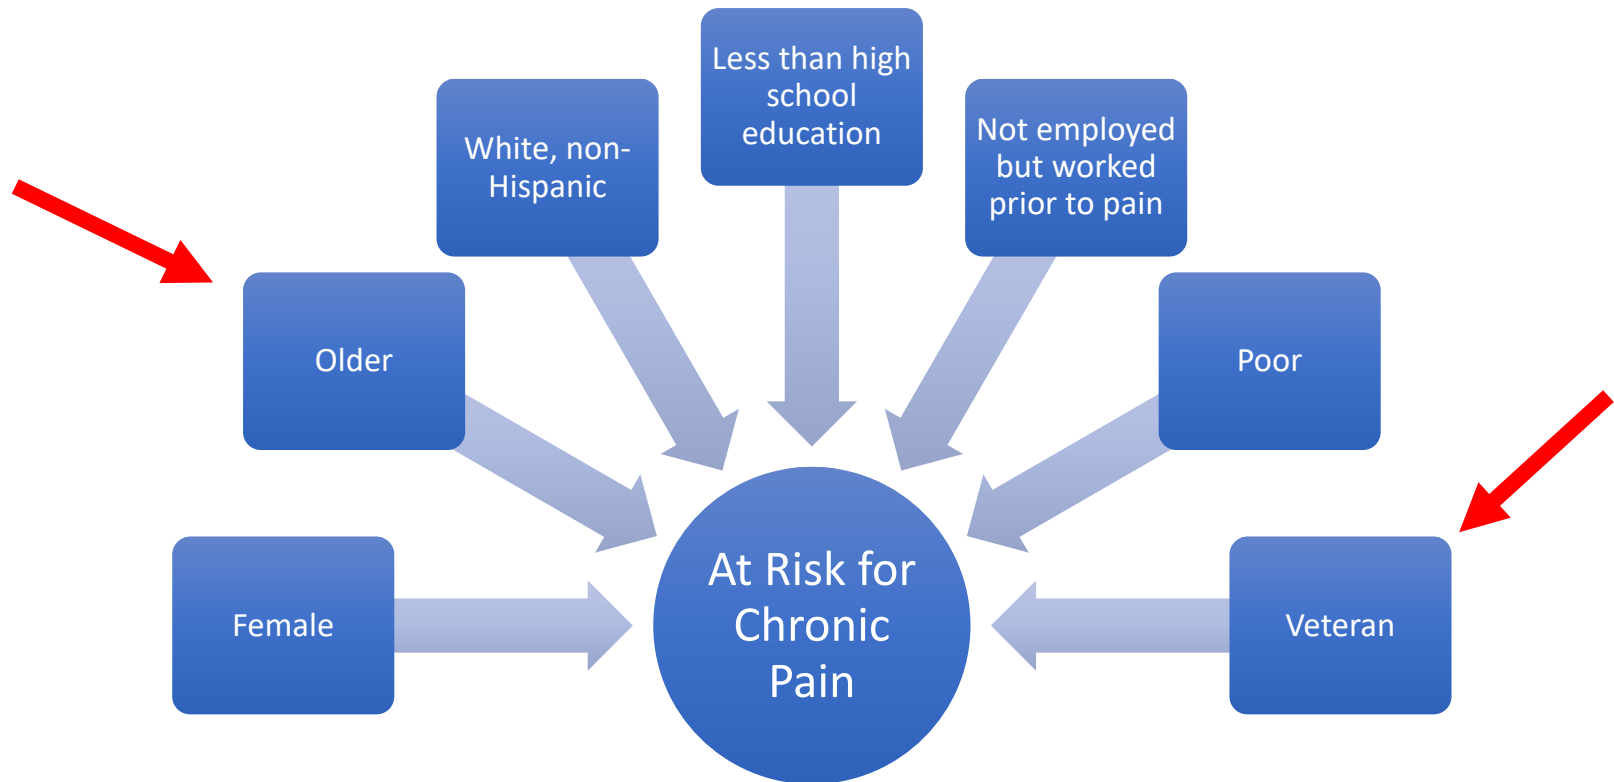 Less than high
school
education
White, non-
Hispanic
Not employed
but worked
prior to pain
Older
Poor
Female
At Risk for
Chronic
Pain
Veteran